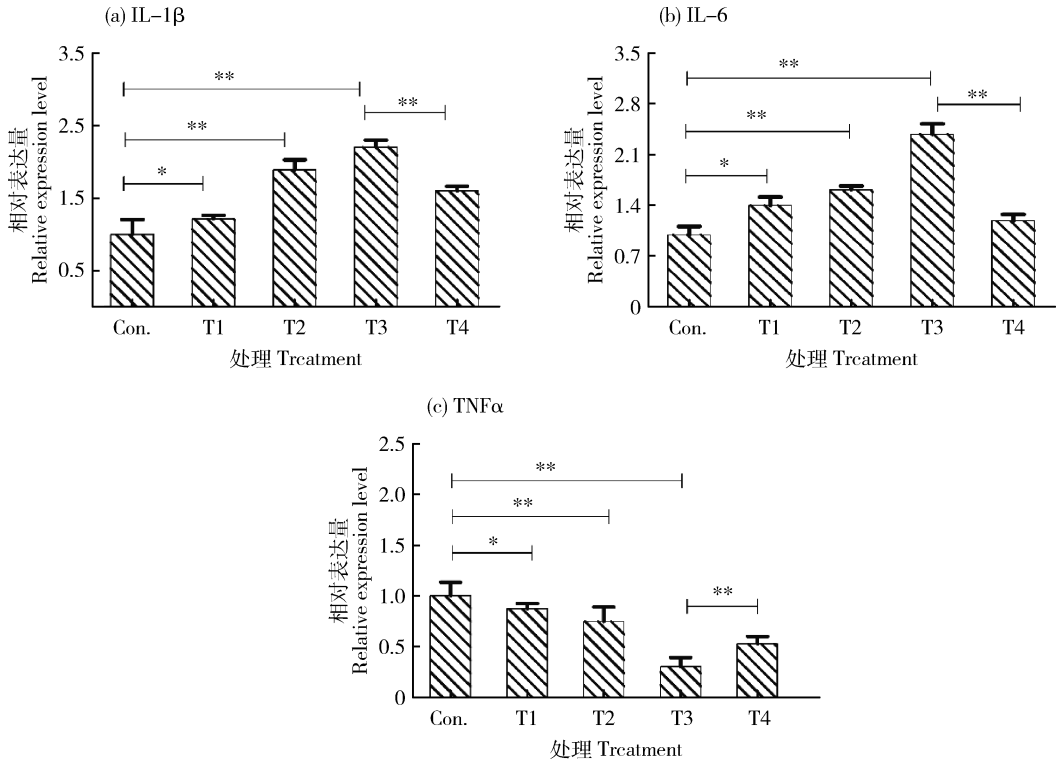 (a) IL-1β
相对表达量
Relative expression level
3.5
2.5
1.5
0.5
**
**
**
*
Con. T1 T2 T3 T4
处理 Trcatment
(b) IL-6
相对表达量
Relative expression level
3.5
2.8
2.1
1.4
0.7
0
**
**
**
*
Con. T1 T2 T3 T4
处理 Trcatment
(c) TNFα
相对表达量
Relative expression level
2.5
2.0
1.5
1.0
0.5
0
**
**
*
**
Con. T1 T2 T3 T4
处理 Trcatment